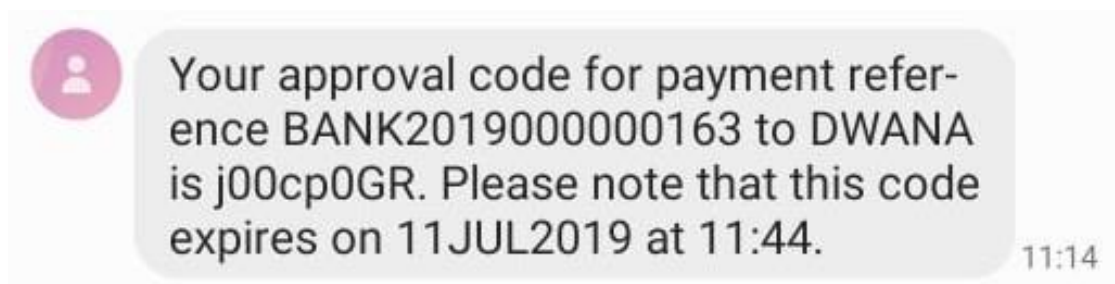 Your approval code for payment refer-
ence BANK2019000000163 to DWANA
is j00cp0GR. Please note that this code
expires on 11JUL2019 at 11:44.
11:14